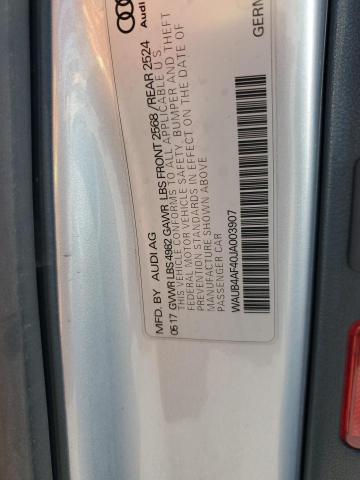 Audi
GERM
MFD. BY AUDI AG
0517 GVWR LBS 4982 GAWR LBS FRONT 2568 / REAR 2524
THIS VEHICLE CONFORMS TO ALL APPLICABLE U S
FEDERAL MOTOR VEHICLE SAFETY, BUMPER AND THEFT
PREVENTION STANDARDS IN EFFECT ON THE DATE OF
MANUFACTURE SHOWN ABOVE
PASSENGER CAR
WAUB4AF40JA003907